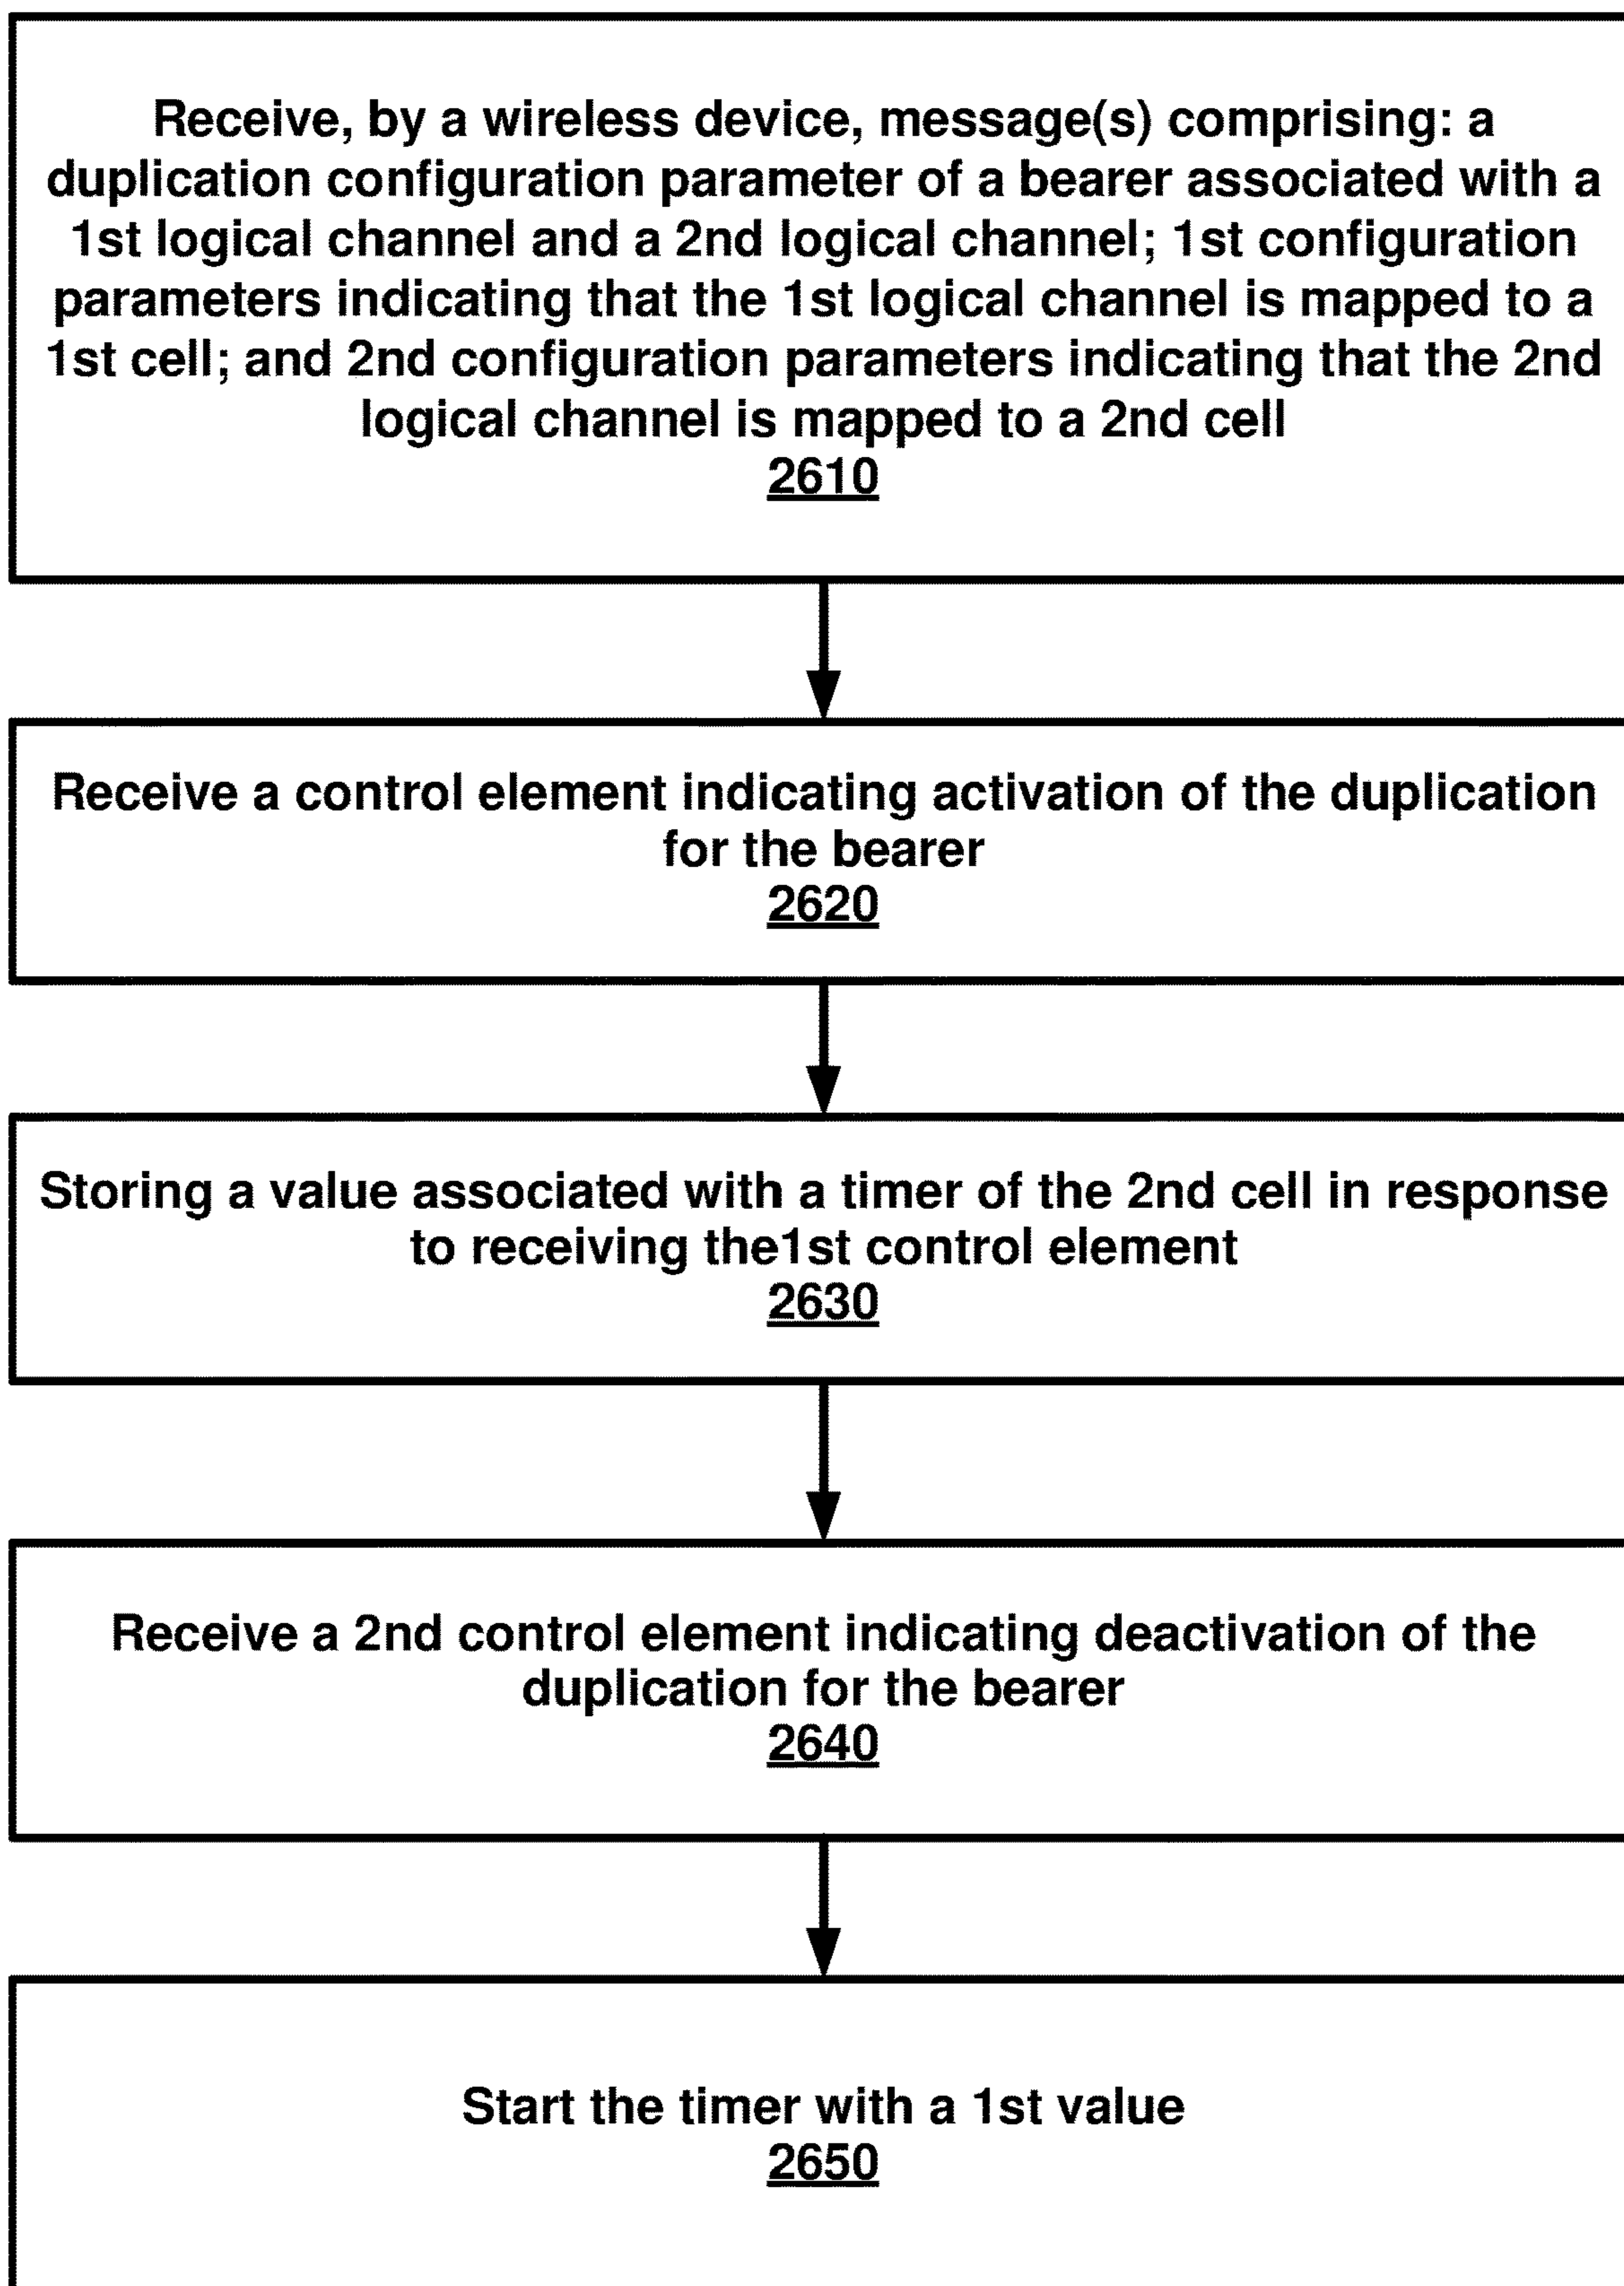 Receive, by a wireless device, message(s) comprising: a
duplication configuration parameter of a bearer associated with a
1st logical channel and a 2nd logical channel; 1st configuration
parameters indicating that the 1st logical channel is mapped to a
1st cell; and 2nd configuration parameters indicating that the 2nd
logical channel is mapped to a 2nd cell
2610
Receive a control element indicating activation of the duplication
for the bearer
2620
Storing a value associated with a timer of the 2nd cell in response
to receiving the1st control element
2630
Receive a 2nd control element indicating deactivation of the
duplication for the bearer
2640
Start the timer with a 1st value
2650